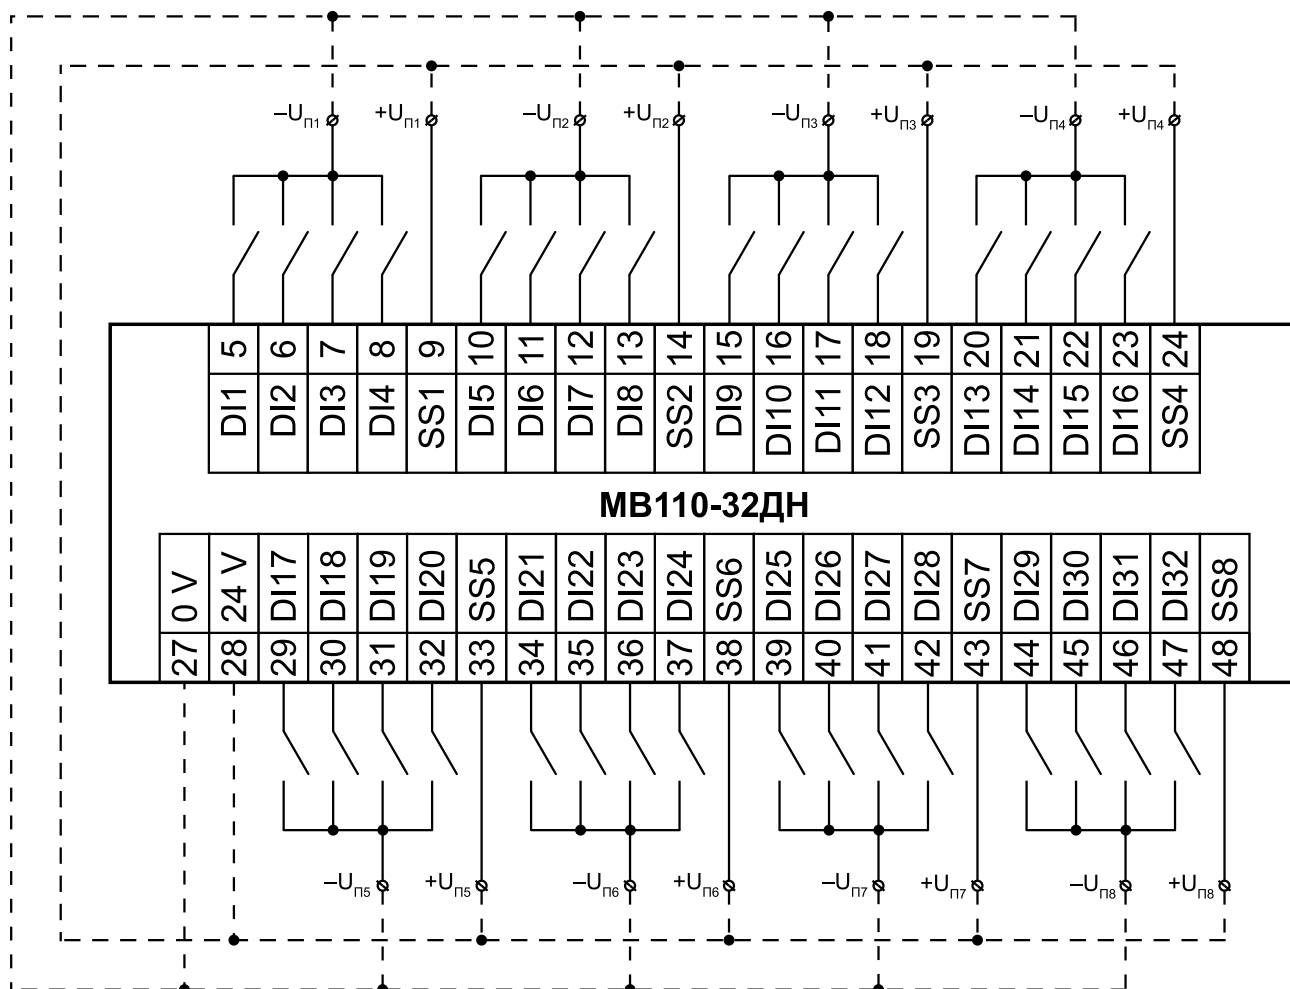 –UП1 +UП1 –UП2 +UП2 –UП3 +UП3 –UП4 +UП4
5 6 7 8 9 10 11 12 13 14 15 16 17 18 19 20 21 22 23 24
DI1 DI2 DI3 DI4 SS1 DI5 DI6 DI7 DI8 SS2 DI9 DI10 DI11 DI12 SS3 DI13 DI14 DI15 DI16 SS4
МВ110-32ДН
0 V 24 V DI17 DI18 DI19 DI20 SS5 DI21 DI22 DI23 DI24 SS6 DI25 DI26 DI27 DI28 SS7 DI29 DI30 DI31 DI32 SS8
27 28 29 30 31 32 33 34 35 36 37 38 39 40 41 42 43 44 45 46 47 48
–UП5 +UП5 –UП6 +UП6 –UП7 +UП7 –UП8 +UП8